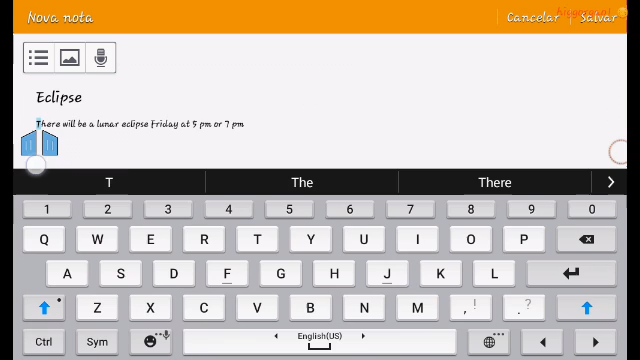 Nova nota
Cancelar
Salvar
Eclipse
There will be a lunar eclipse Friday at 5 pm or 7 pm
T
The
There
1 2 3 4 5 6 7 8 9 0
Q W E R T Y U I O P
A S D F G H J K L
Z X C V B N M , ! . ?
Ctrl Sym English(US)